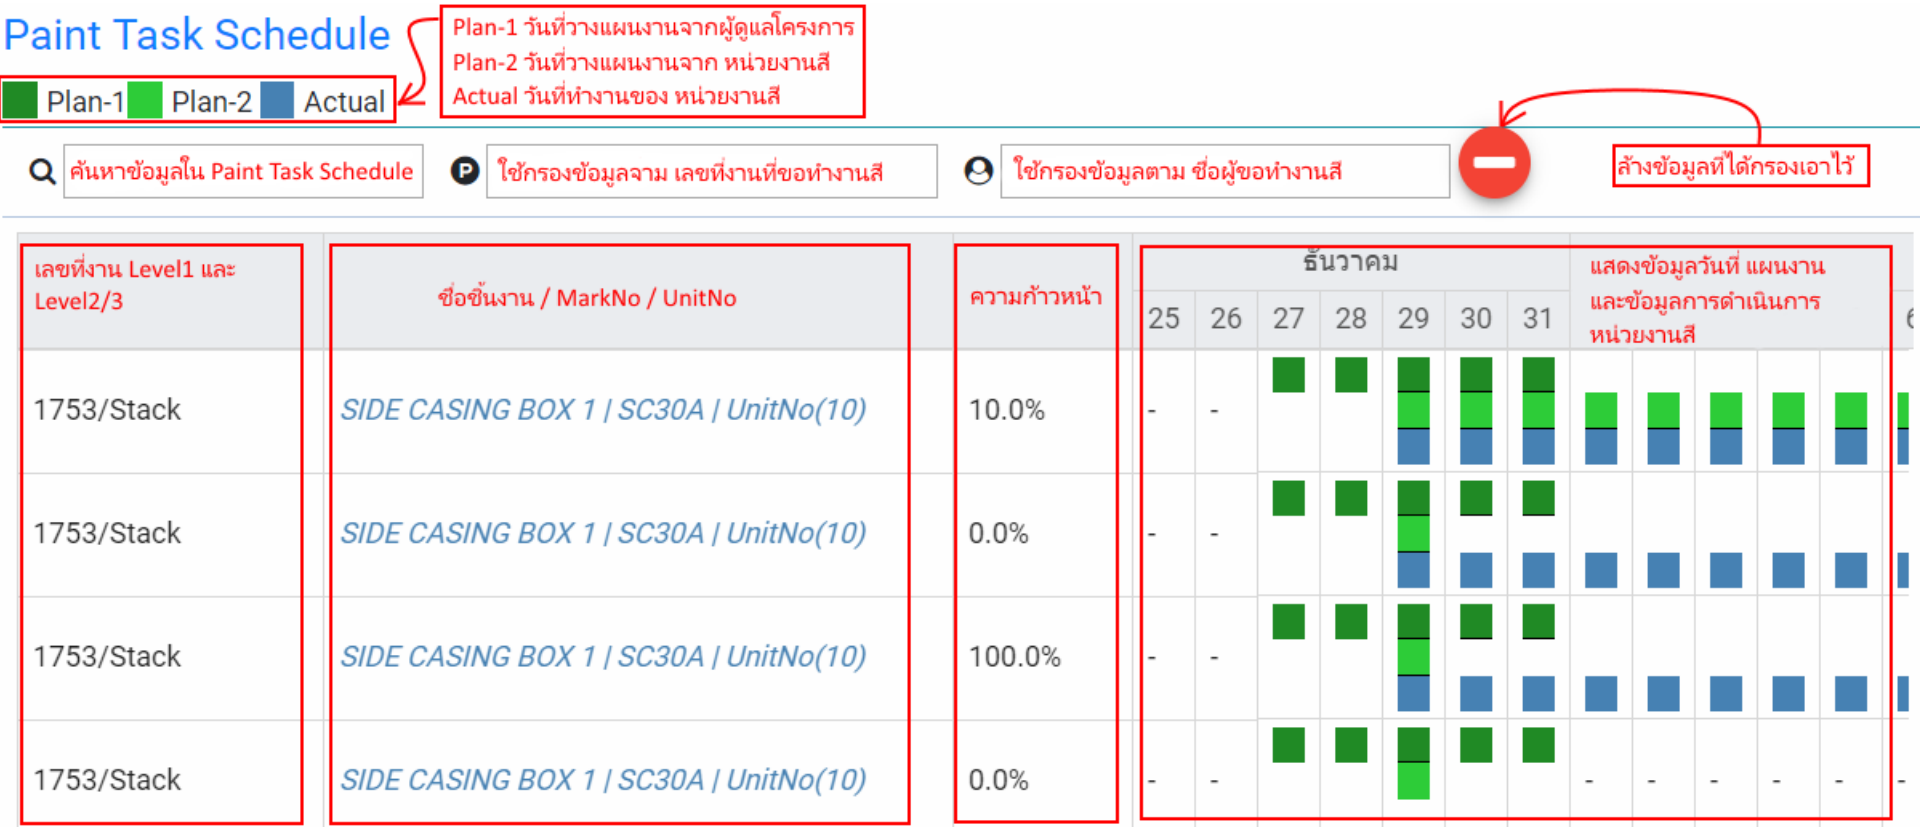 Paint Task Schedule
Plan-1 วันที่วางแผนงานจากผู้ดูแลโครงการ
Plan-2 วันที่วางแผนงานจาก หน่วยงานสี
Actual วันที่ทำงานของ หน่วยงานสี
Plan-1 Plan-2 Actual
ค้นหาข้อมูลใน Paint Task Schedule
P ใช้กรองข้อมูลจาม เลขที่งานที่ขอทำงานสี
ใช้กรองข้อมูลตาม ชื่อผู้ขอทำงานสี
ล้างข้อมูลที่ได้กรองเอาไว้
เลขที่งาน Level1 และ
Level2/3
ชื่อชิ้นงาน / MarkNo / UnitNo
ความก้าวหน้า
ธันวาคม
แสดงข้อมูลวันที่ แผนงาน
และข้อมูลการดำเนินการ
หน่วยงานสี
25 26 27 28 29 30 31 6
1753/Stack SIDE CASING BOX 1 | SC30A | UnitNo(10) 10.0% - -
1753/Stack SIDE CASING BOX 1 | SC30A | UnitNo(10) 0.0% - -
1753/Stack SIDE CASING BOX 1 | SC30A | UnitNo(10) 100.0% - -
1753/Stack SIDE CASING BOX 1 | SC30A | UnitNo(10) 0.0% - - - - - - - -